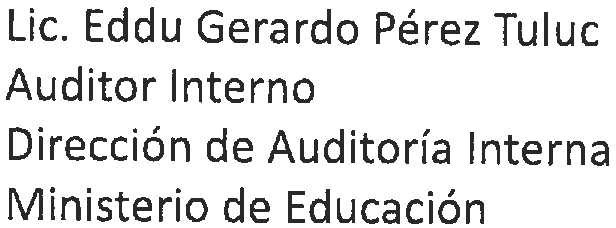 Lic. Eddu Gerardo Pérez Tuluc
Auditor Interno
Dirección de Auditoría Interna
Ministerio de Educación